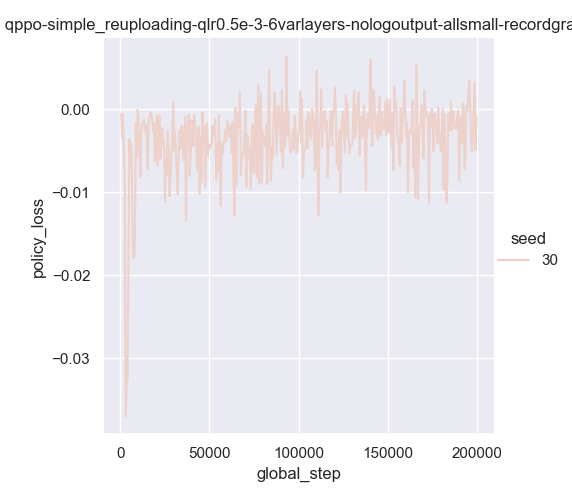 qppo-simple_reuploading-qlr0.5e-3-6varlayers-nologoutput-allsmall-recordgra
0.00
−0.01
−0.02
−0.03
policy_loss
0
50000
100000
150000
200000
global_step
seed
30